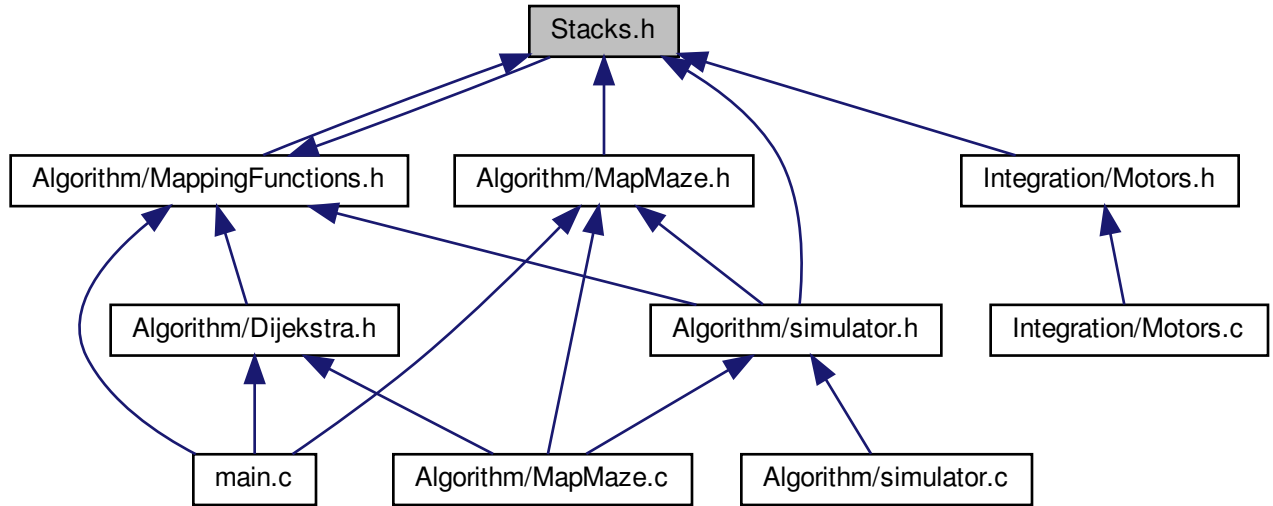 Stacks.h
Algorithm/MappingFunctions.h
Algorithm/MapMaze.h
Integration/Motors.h
Algorithm/Dijekstra.h
Algorithm/simulator.h
Integration/Motors.c
main.c
Algorithm/MapMaze.c
Algorithm/simulator.c